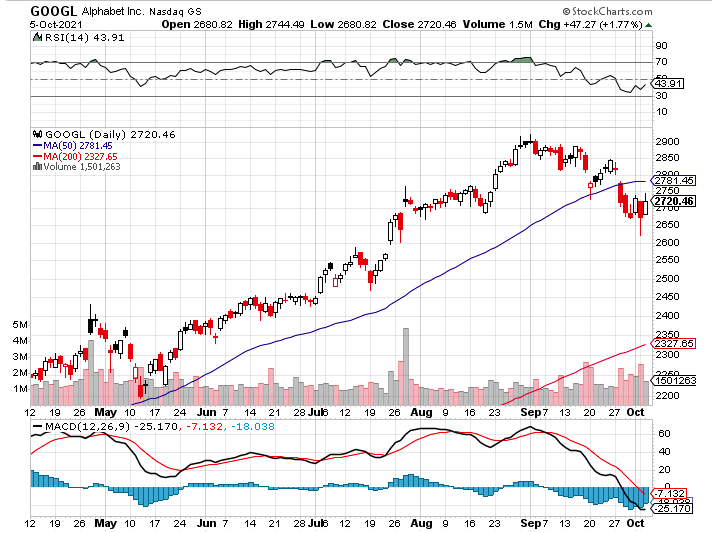 GOOGL Alphabet Inc. Nasdaq GS © StockCharts.com
5-Oct-2021 Open 2680.82 High 2744.49 Low 2680.82 Close 2720.46 Volume 1.5M Chg +47.27 (+1.77%)
RSI(14) 43.91
90
70
50
43.91
30
10
GOOGL (Daily) 2720.46
MA(50) 2781.45
MA(200) 2327.65
Volume 1,501,263
2900
2850
2800
2781.45
2750
2720.46
2700
2650
2600
2550
2500
2450
2400
2350
2327.65
2300
2250
1501263
2200
5M
4M
3M
2M
1M
12 19 26 May 10 17 24 Jun 7 14 21 28 Jul 6 12 19 26 Aug 9 16 23 Sep 7 13 20 27 Oct
MACD(12,26,9) -25.170, -7.132, -18.038
60
40
20
0
-7.132
-18.038
-25.170
12 19 26 May 10 17 24 Jun 7 14 21 28 Jul 6 12 19 26 Aug 9 16 23 Sep 7 13 20 27 Oct